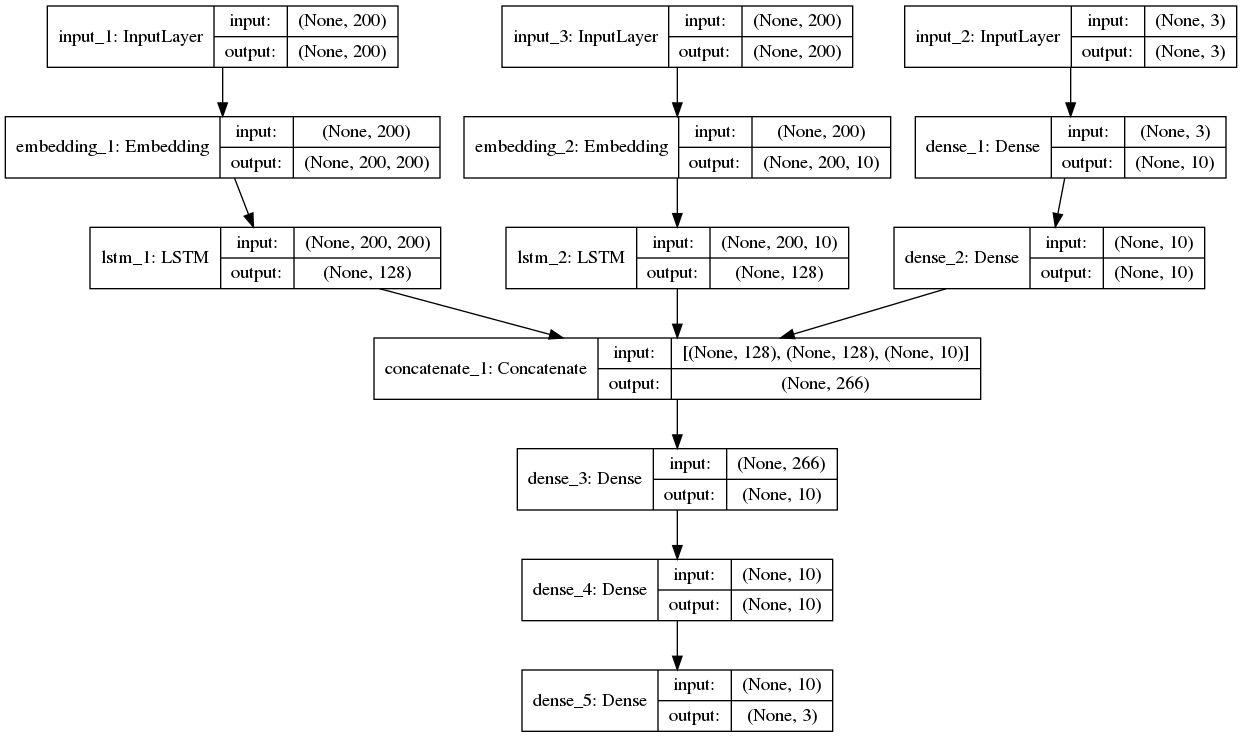 input_1: InputLayer
input: (None, 200)
output: (None, 200)
input_3: InputLayer
input: (None, 200)
output: (None, 200)
input_2: InputLayer
input: (None, 3)
output: (None, 3)
embedding_1: Embedding
input: (None, 200)
output: (None, 200, 200)
embedding_2: Embedding
input: (None, 200)
output: (None, 200, 10)
dense_1: Dense
input: (None, 3)
output: (None, 10)
lstm_1: LSTM
input: (None, 200, 200)
output: (None, 128)
lstm_2: LSTM
input: (None, 200, 10)
output: (None, 128)
dense_2: Dense
input: (None, 10)
output: (None, 10)
concatenate_1: Concatenate
input: [(None, 128), (None, 128), (None, 10)]
output: (None, 266)
dense_3: Dense
input: (None, 266)
output: (None, 10)
dense_4: Dense
input: (None, 10)
output: (None, 10)
dense_5: Dense
input: (None, 10)
output: (None, 3)